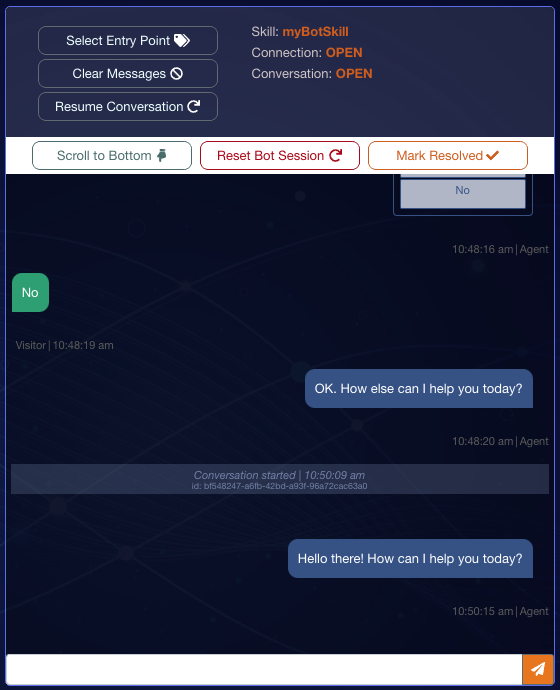 Select Entry Point
Clear Messages
Resume Conversation
Skill: myBotSkill
Connection: OPEN
Conversation: OPEN
Scroll to Bottom
Reset Bot Session
Mark Resolved
No
10:48:16 am | Agent
No
Visitor | 10:48:19 am
OK. How else can I help you today?
10:48:20 am | Agent
Conversation started | 10:50:09 am
id: bf548247-a6fb-42bd-a93f-96a72cac63a0
Hello there! How can I help you today?
10:50:15 am | Agent